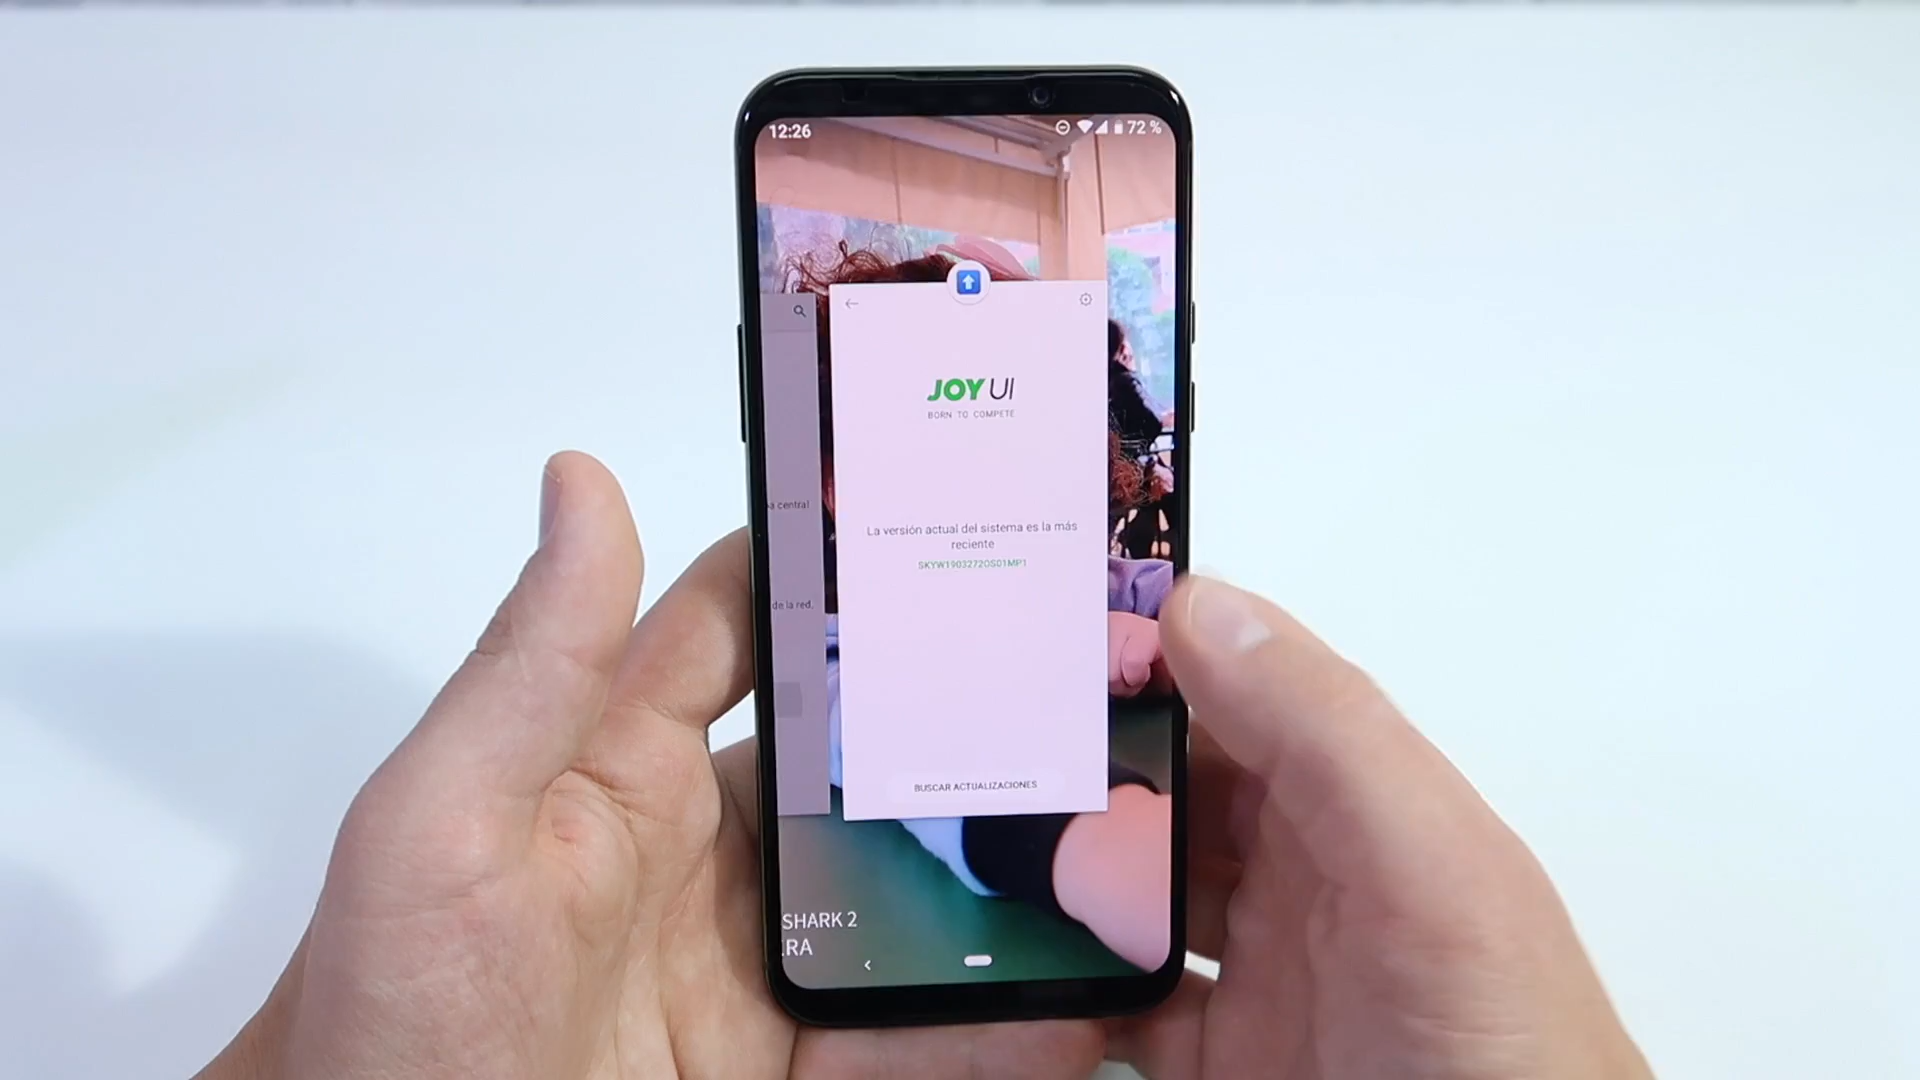 12:26
72 %
JOY UI
BORN TO COMPETE
a central
La versión actual del sistema es la más
reciente
SKYW1903272OS01MP1
de la red,
BUSCAR ACTUALIZACIONES
SHARK 2
RA